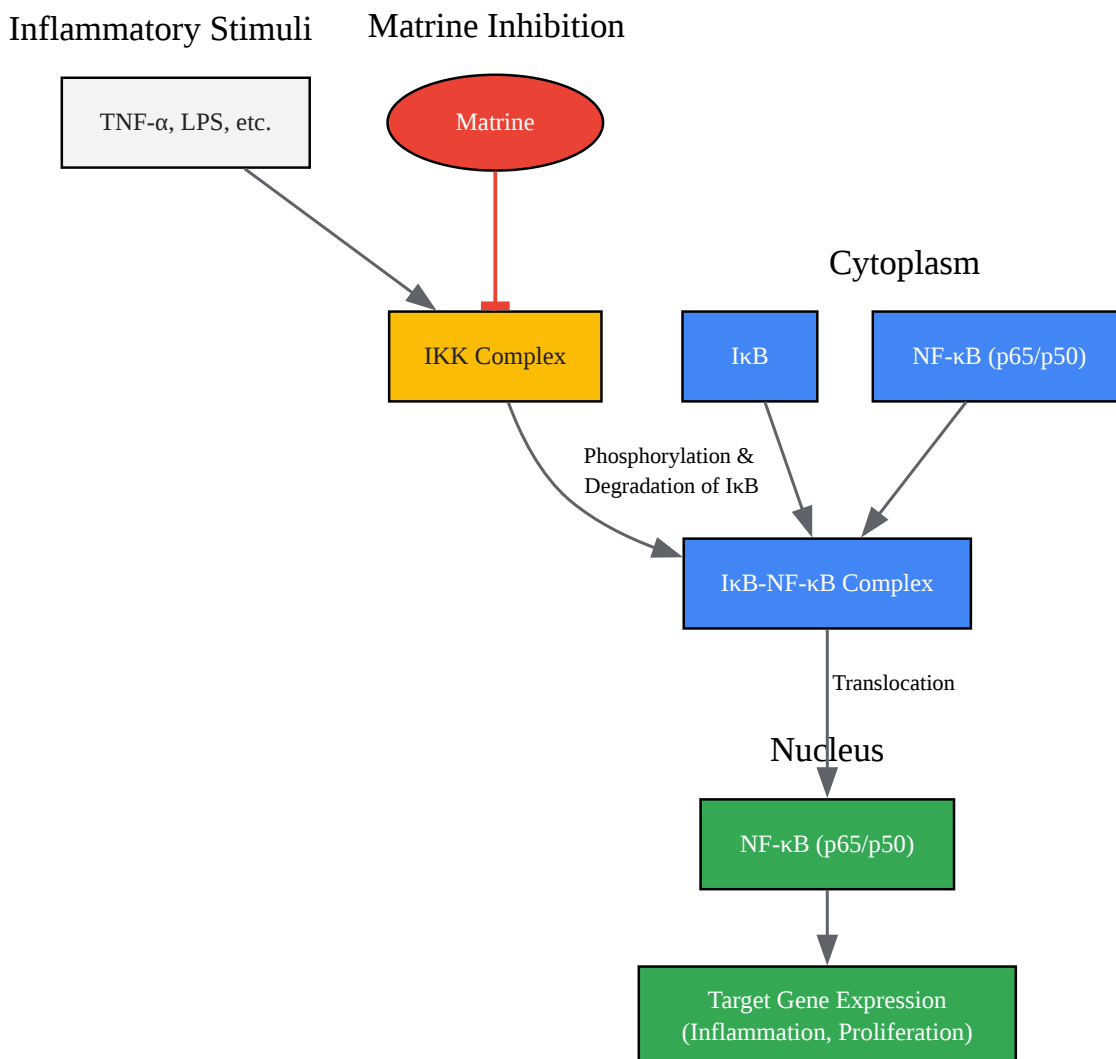 Inflammatory Stimuli
Matrine Inhibition
TNF-α, LPS, etc.
Matrine
Cytoplasm
IKK Complex
IκB
NF-κB (p65/p50)
Phosphorylation &
Degradation of IκB
IκB-NF-κB Complex
Translocation
Nucleus
NF-κB (p65/p50)
Target Gene Expression
(Inflammation, Proliferation)